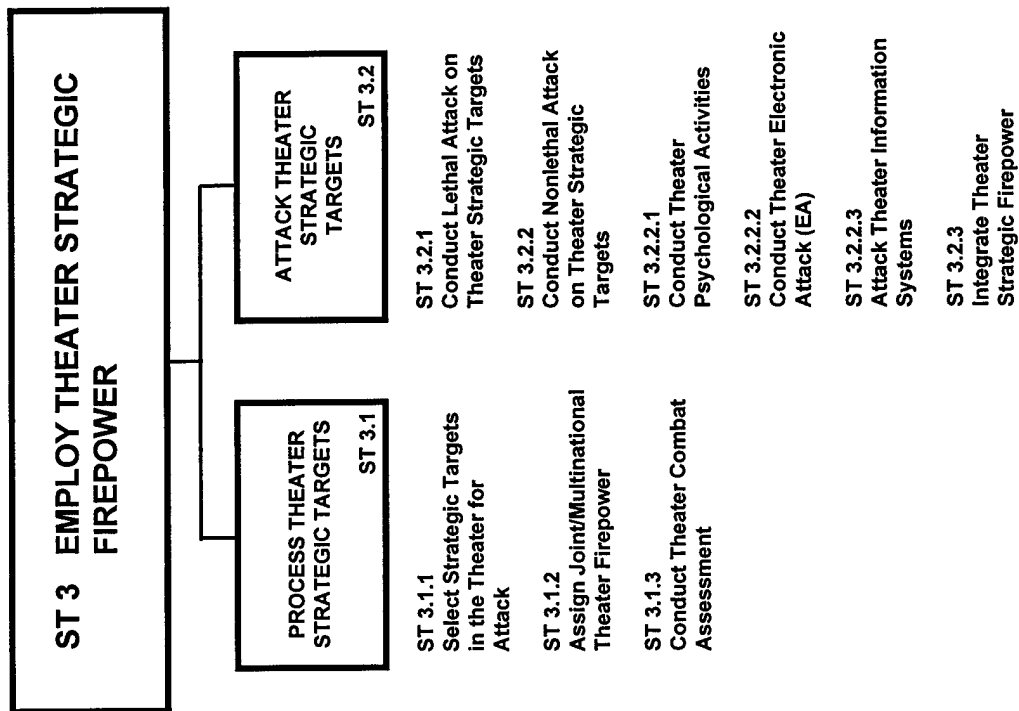 ST 3 EMPLOY THEATER STRATEGIC
FIREPOWER
PROCESS THEATER
STRATEGIC TARGETS
ST 3.1
ST 3.1.1
Select Strategic Targets
in the Theater for
Attack
ST 3.1.2
Assign Joint/Multinational
Theater Firepower
ST 3.1.3
Conduct Theater Combat
Assessment
ATTACK THEATER
STRATEGIC
TARGETS
ST 3.2
ST 3.2.1
Conduct Lethal Attack on
Theater Strategic Targets
ST 3.2.2
Conduct Nonlethal Attack
on Theater Strategic
Targets
ST 3.2.2.1
Conduct Theater
Psychological Activities
ST 3.2.2.2
Conduct Theater Electronic
Attack (EA)
ST 3.2.2.3
Attack Theater Information
Systems
ST 3.2.3
Integrate Theater
Strategic Firepower